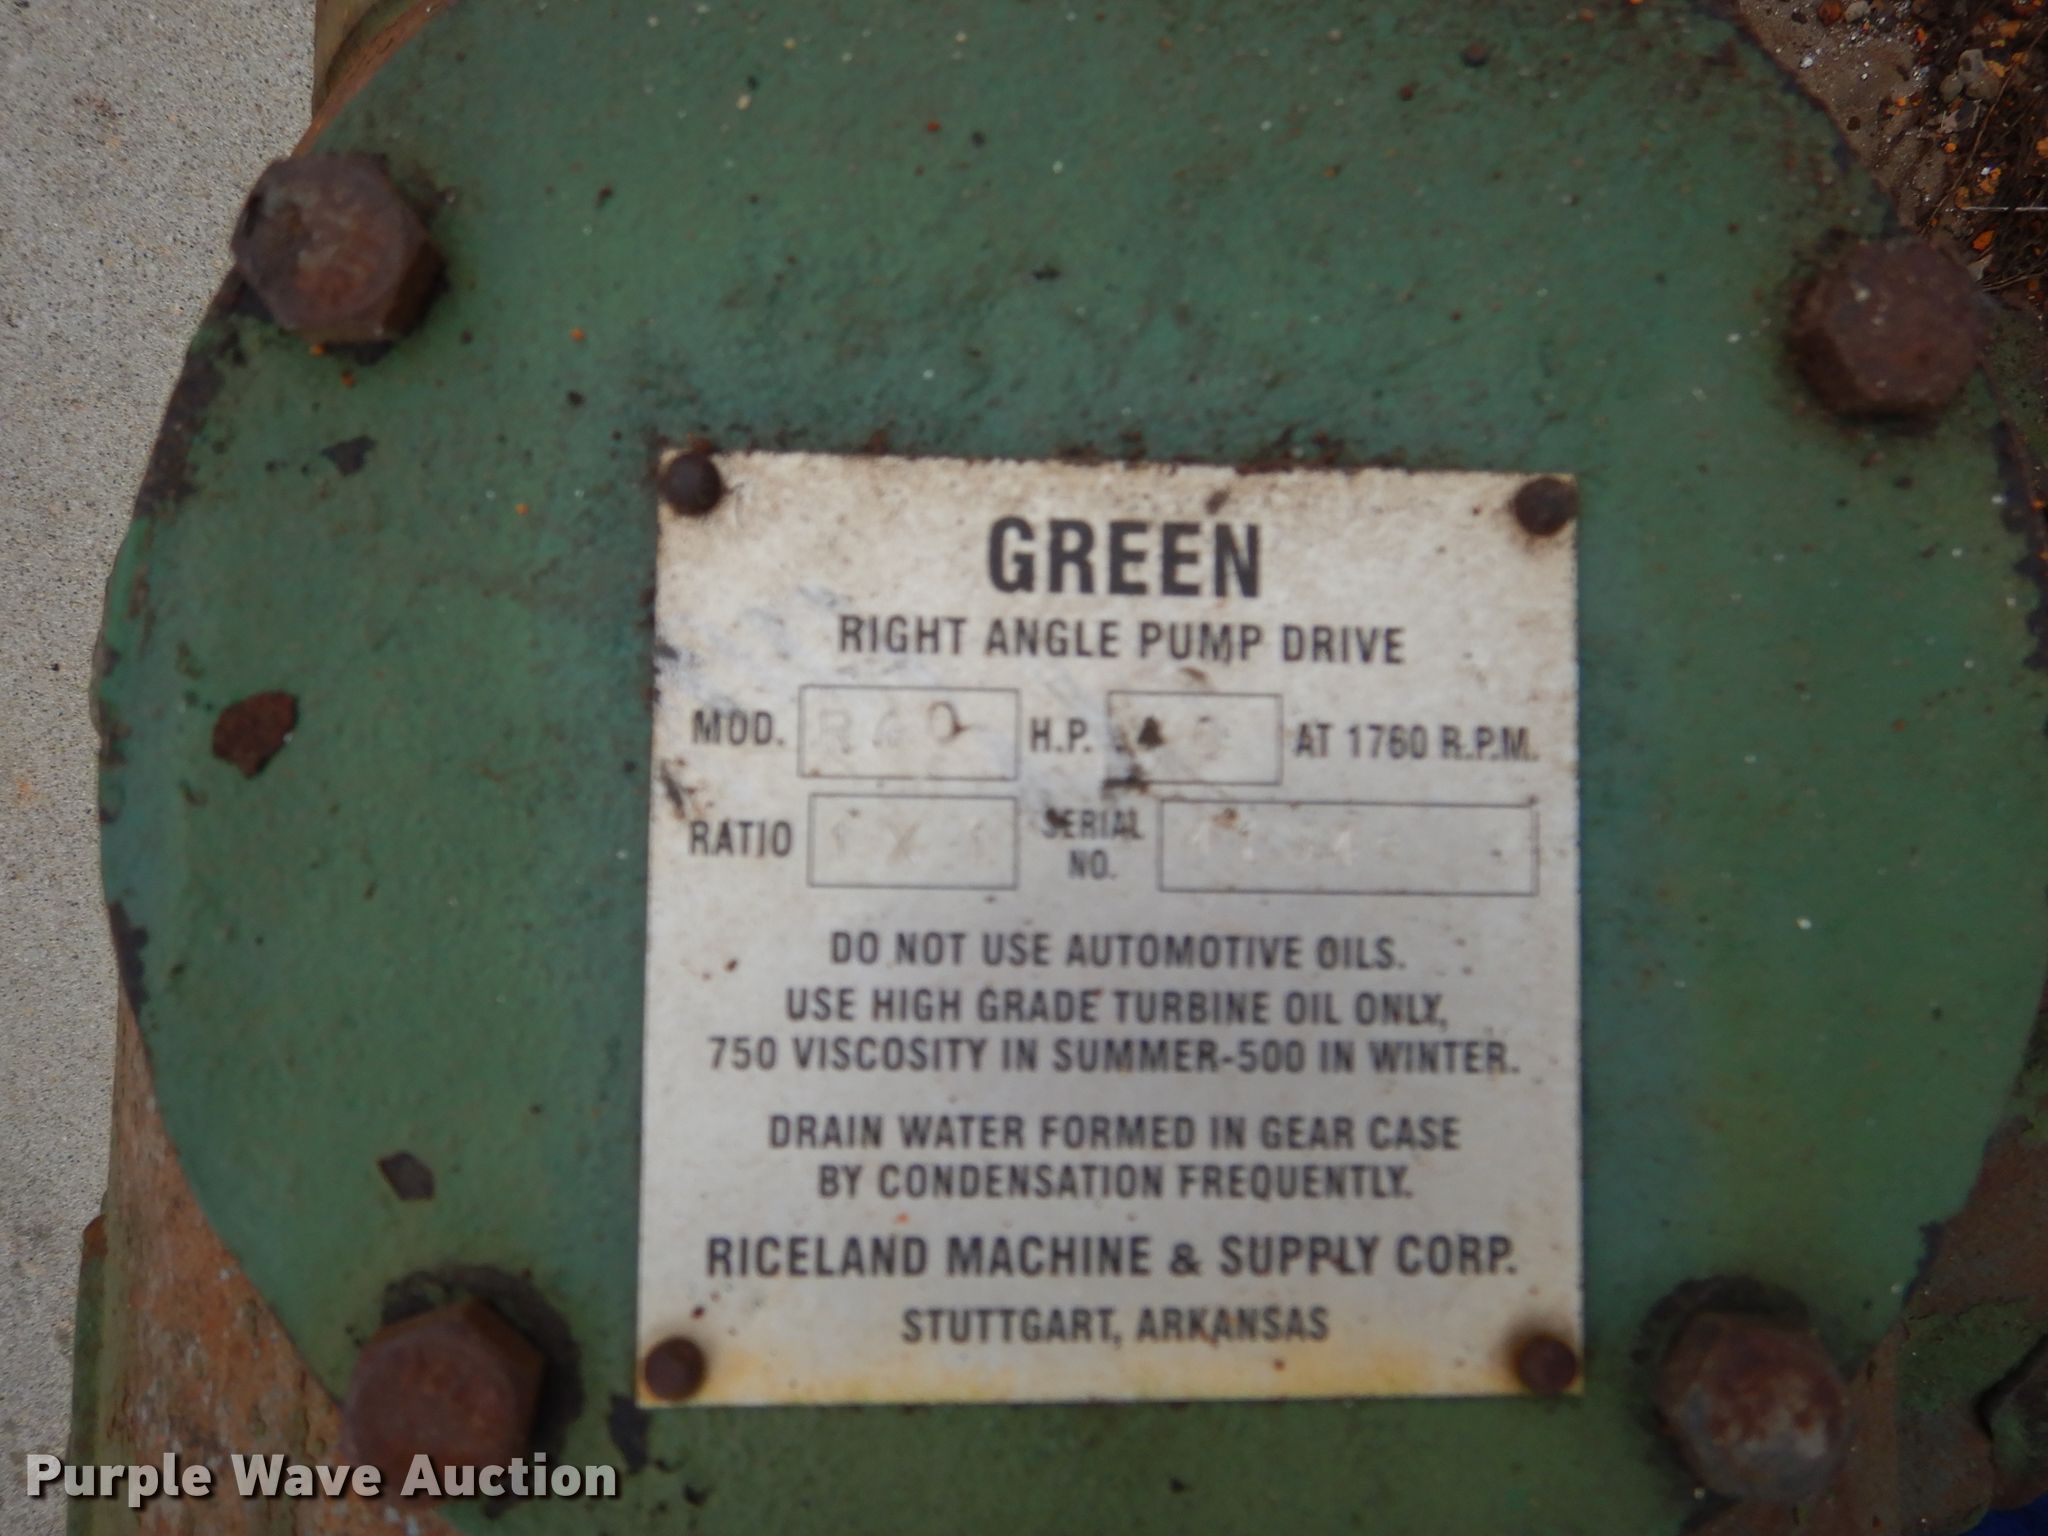 GREEN
RIGHT ANGLE PUMP DRIVE
MOD. H.P. AT 1760 R.P.M.
RATIO 1 X 1 SERIAL NO.
DO NOT USE AUTOMOTIVE OILS.
USE HIGH GRADE TURBINE OIL ONLY,
750 VISCOSITY IN SUMMER-500 IN WINTER.
DRAIN WATER FORMED IN GEAR CASE
BY CONDENSATION FREQUENTLY.
RICELAND MACHINE & SUPPLY CORP.
STUTTGART, ARKANSAS
Purple Wave Auction